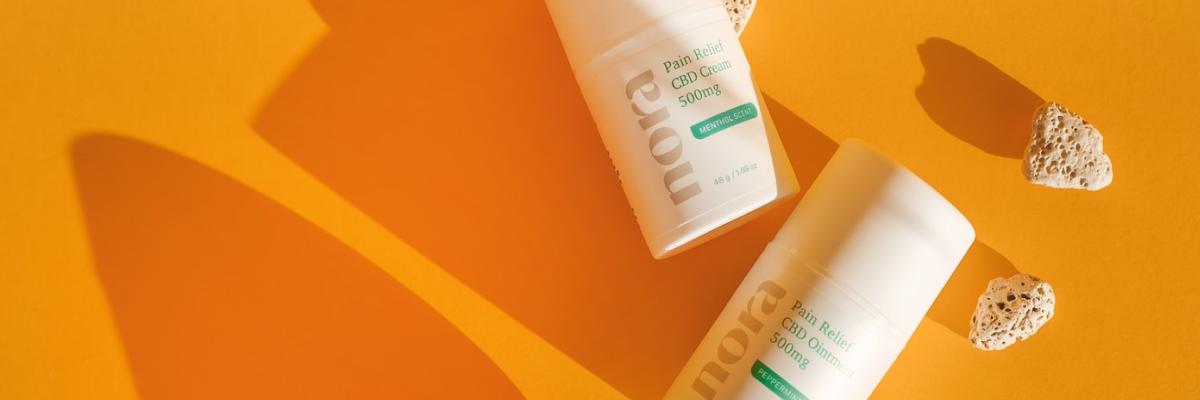 nora
Pain Relief
CBD Cream
500mg
MENTHOL SCENT
48 g / 1.69 oz
nora
Pain Relief
CBD Ointment
500mg